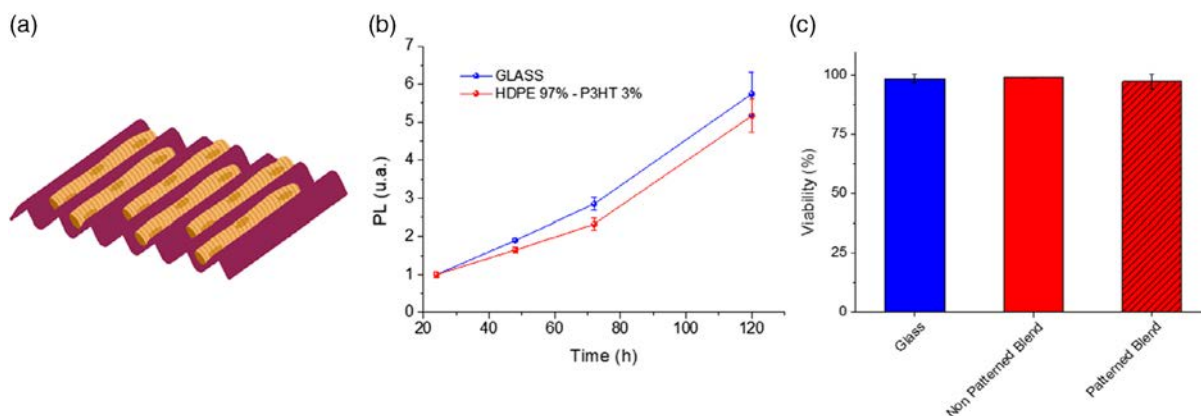 (a)
(b)
7
6
5
4
3
2
1
0
PL (u.a.)
GLASS
HDPE 97% - P3HT 3%
20 40 60 80 100 120
Time (h)
(c)
100
75
50
25
0
Viability (%)
Glass
Non Patterned Blend
Patterned Blend